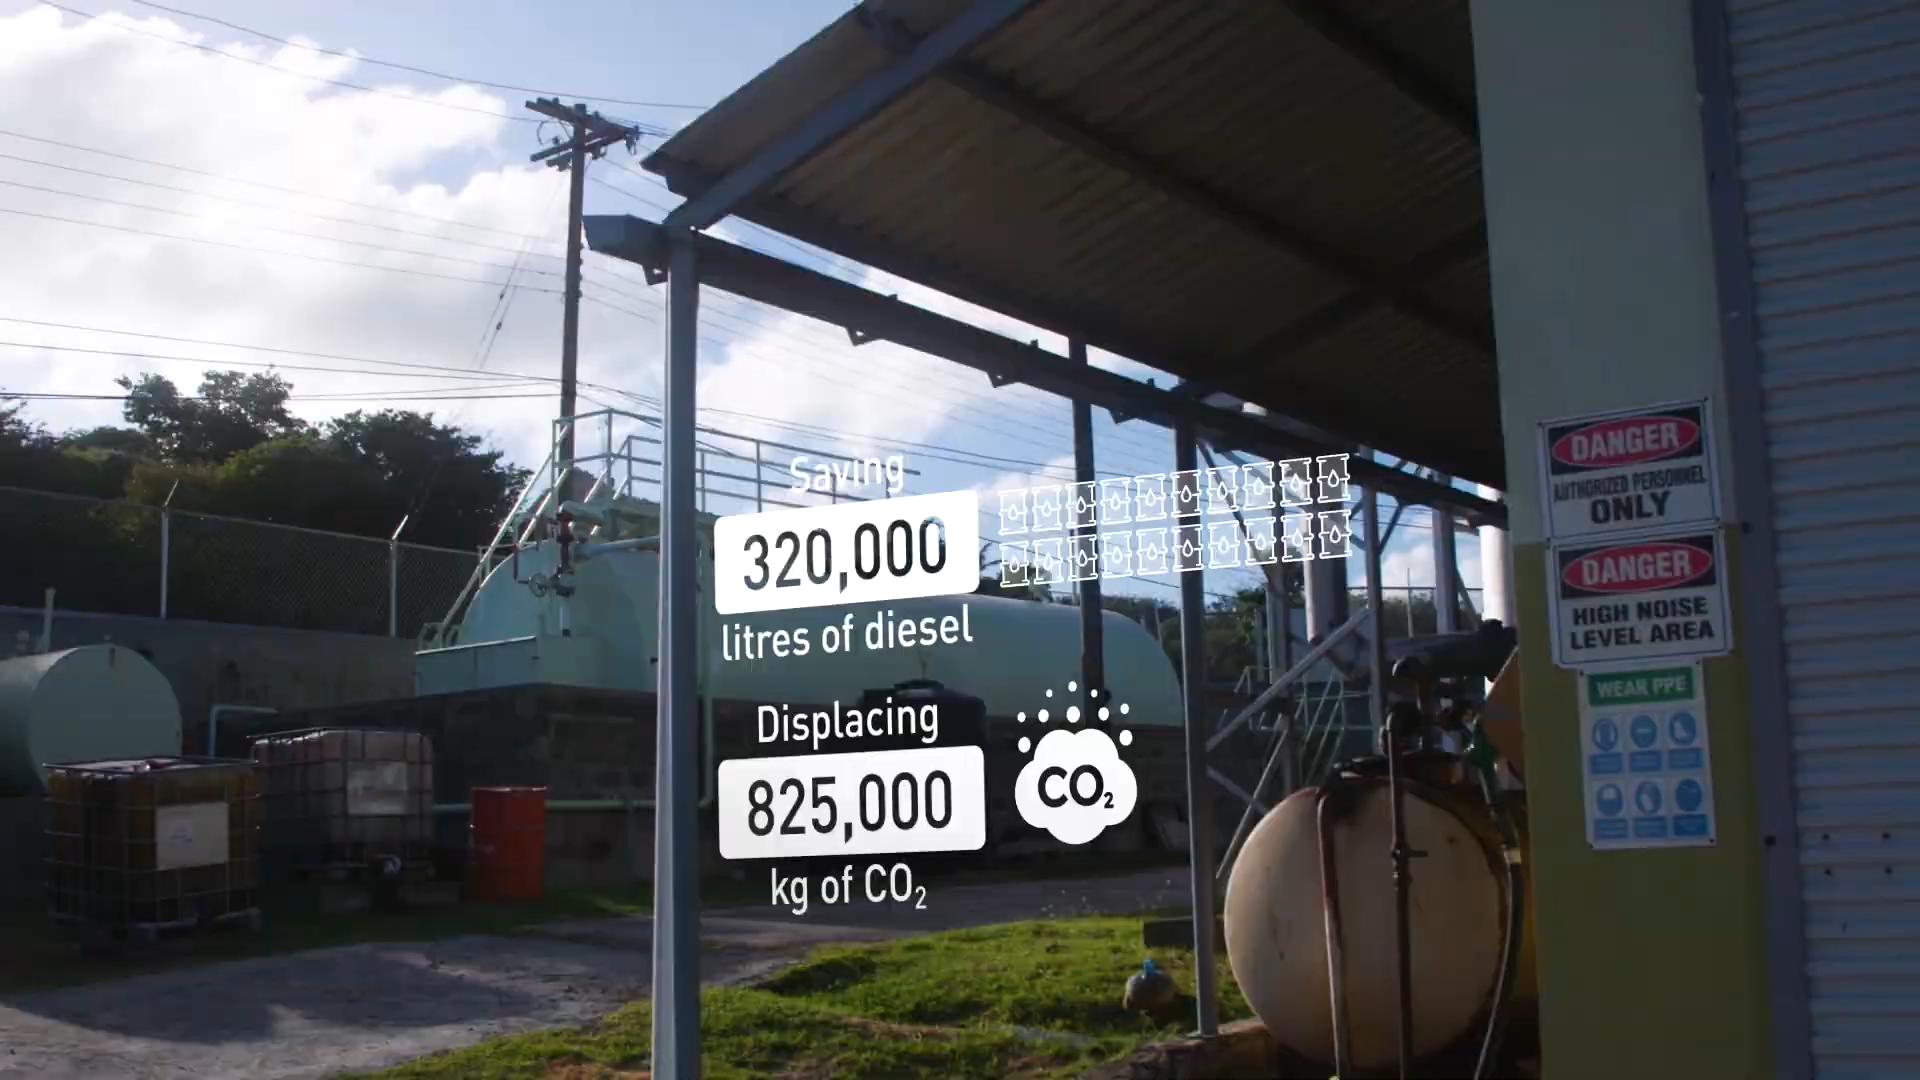 Saving
320,000
litres of diesel
Displacing
825,000
kg of CO₂
CO₂
DANGER
AUTHORIZED PERSONNEL
ONLY
DANGER
HIGH NOISE
LEVEL AREA
WEAR PPE